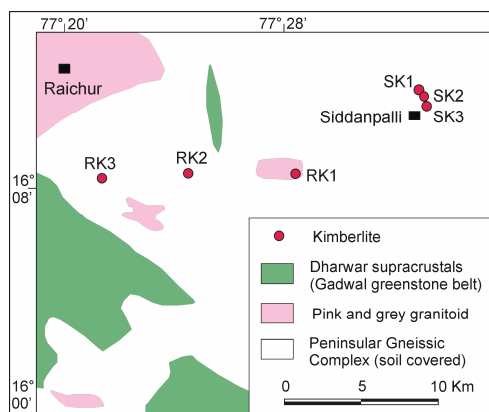 77° 20'
77° 28'
Raichur
SK1
SK2
SK3
Siddanpalli
RK3
RK2
RK1
16°
08'
Kimberlite
Dharwar supracrustals
(Gadwal greenstone belt)
Pink and grey granitoid
Peninsular Gneissic
Complex (soil covered)
16°
00'
0
5
10 Km